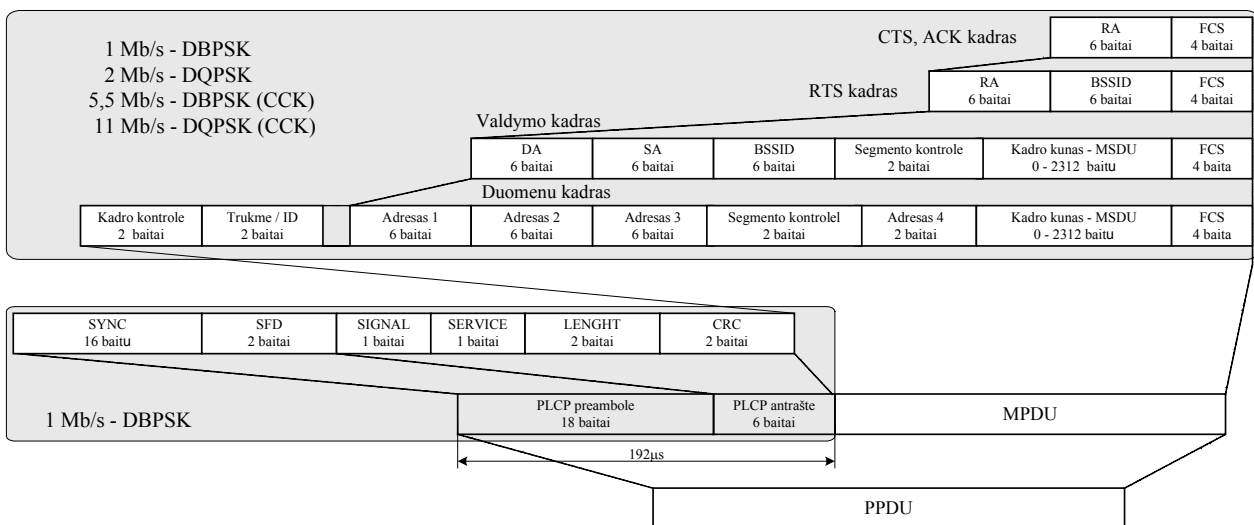 CTS, ACK kadras
RA
6 baitai
FCS
4 baitai
1 Mb/s - DBPSK
2 Mb/s - DQPSK
5,5 Mb/s - DBPSK (CCK)
11 Mb/s - DQPSK (CCK)
RTS kadras
RA
6 baitai
BSSID
6 baitai
FCS
4 baitai
Valdymo kadras
DA
6 baitai
SA
6 baitai
BSSID
6 baitai
Segmento kontrole
2 baitai
Kadro kunas - MSDU
0 - 2312 baitu
FCS
4 baita
Duomenu kadras
Kadro kontrole
2 baitai
Trukme / ID
2 baitai
Adresas 1
6 baitai
Adresas 2
6 baitai
Adresas 3
6 baitai
Segmento kontrolel
2 baitai
Adresas 4
2 baitai
Kadro kunas - MSDU
0 - 2312 baitu
FCS
4 baita
SYNC
16 baitu
SFD
2 baitai
SIGNAL
1 baitai
SERVICE
1 baitai
LENGHT
2 baitai
CRC
2 baitai
1 Mb/s - DBPSK
PLCP preambole
18 baitai
PLCP antrašte
6 baitai
MPDU
192µs
PPDU